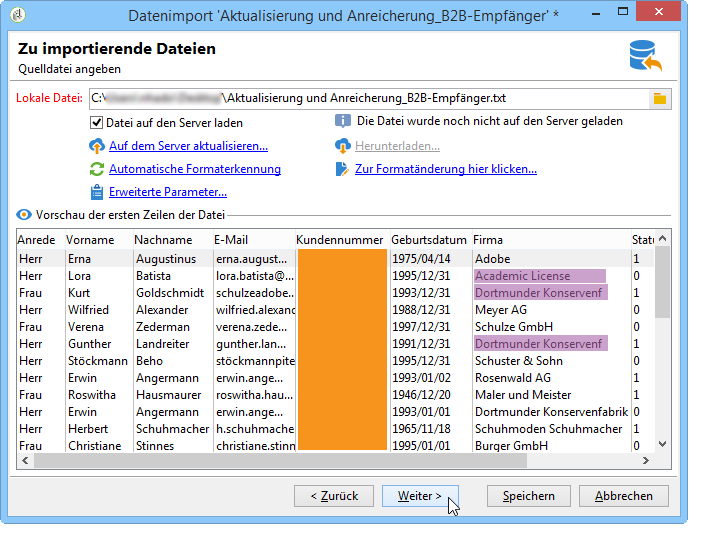 Datenimport 'Aktualisierung und Anreicherung_B2B-Empfänger' *
Zu importierende Dateien
Quelldatei angeben
Lokale Datei: C:\ \Aktualisierung und Anreicherung_B2B-Empfänger.txt
Datei auf den Server laden Die Datei wurde noch nicht auf den Server geladen
Auf dem Server aktualisieren... Herunterladen...
Automatische Formaterkennung Zur Formatänderung hier klicken...
Erweiterte Parameter...
Vorschau der ersten Zeilen der Datei
Anrede Vorname Nachname E-Mail Kundennummer Geburtsdatum Firma Statu
Herr Erna Augustinus erna.august... 1975/04/14 Adobe 1
Herr Lora Batista lora.batista@... 1995/12/31 Academic License 0
Frau Kurt Goldschmidt schulzeadobe... 1993/12/31 Dortmunder Konservenf 1
Herr Wilfried Alexander wilfried.alexand 1988/12/31 Meyer AG 0
Frau Verena Zederman verena.zede... 1997/12/31 Schulze GmbH 0
Herr Gunther Landreiter gunther.lan... 1991/12/31 Dortmunder Konservenf 1
Herr Stöckmann Beho stöckmannpite 1995/12/31 Schuster & Sohn 0
Herr Erwin Angermann erwin.ange... 1993/01/02 Rosenwald AG 1
Frau Roswitha Hausmaurer roswitha.hau... 1946/12/20 Maler und Meister 1
Herr Erwin Angermann erwin.ange... 1993/01/01 Dortmunder Konservenfabrik 0
Herr Herbert Schuhmacher h.schuhmache 1965/11/18 Schuhmoden Schuhmacher 1
Frau Christiane Stinnes christiane.stinn 1995/01/01 Burger GmbH 0
< Zurück Weiter > Speichern Abbrechen